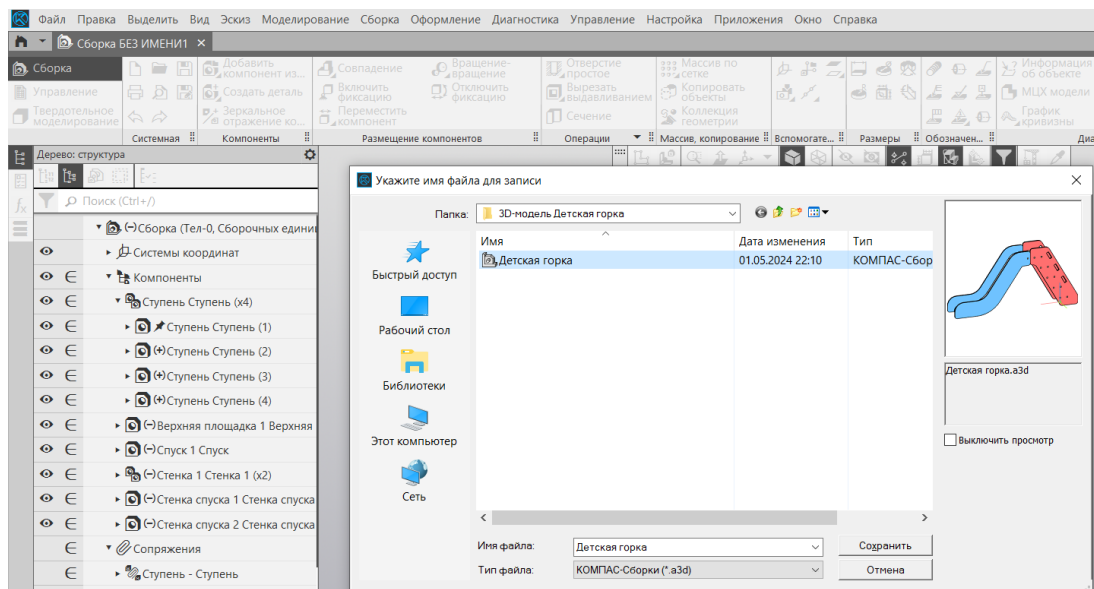 Файл Правка Выделить Вид Эскиз Моделирование Сборка Оформление Диагностика Управление Настройка Приложения Окно Справка
Сборка БЕЗ ИМЕНИ1
Сборка
Управление
Твердотельное моделирование
Добавить компонент из...
Создать деталь
Зеркальное отражение ко...
Совпадение
Включить фиксацию
Переместить компонент
Вращение-вращение
Отключить фиксацию
Отверстие простое
Вырезать выдавливанием
Сечение
Массив по сетке
Копировать объекты
Коллекция геометрии
Информация об объекте
МЦХ модели
График кривизны
Системная Компоненты Размещение компонентов Операции Массив, копирование Вспомогате... Размеры Обозначен... Диа
Дерево: структура
Поиск (Ctrl+/)
(-)Сборка (Тел-0, Сборочных едини
Системы координат
Компоненты
Ступень Ступень (x4)
Ступень Ступень (1)
(+)Ступень Ступень (2)
(+)Ступень Ступень (3)
(+)Ступень Ступень (4)
(-)Верхняя площадка 1 Верхняя
(-)Спуск 1 Спуск
(-)Стенка 1 Стенка 1 (x2)
(-)Стенка спуска 1 Стенка спуска
(-)Стенка спуска 2 Стенка спуска
Сопряжения
Ступень - Ступень
Укажите имя файла для записи
Папка: 3D-модель Детская горка
Быстрый доступ
Рабочий стол
Библиотеки
Этот компьютер
Сеть
Имя Дата изменения Тип
Детская горка 01.05.2024 22:10 КОМПАС-Сбор
Имя файла: Детская горка Сохранить
Тип файла: КОМПАС-Сборки (*.a3d) Отмена
Детская горка.a3d
Выключить просмотр